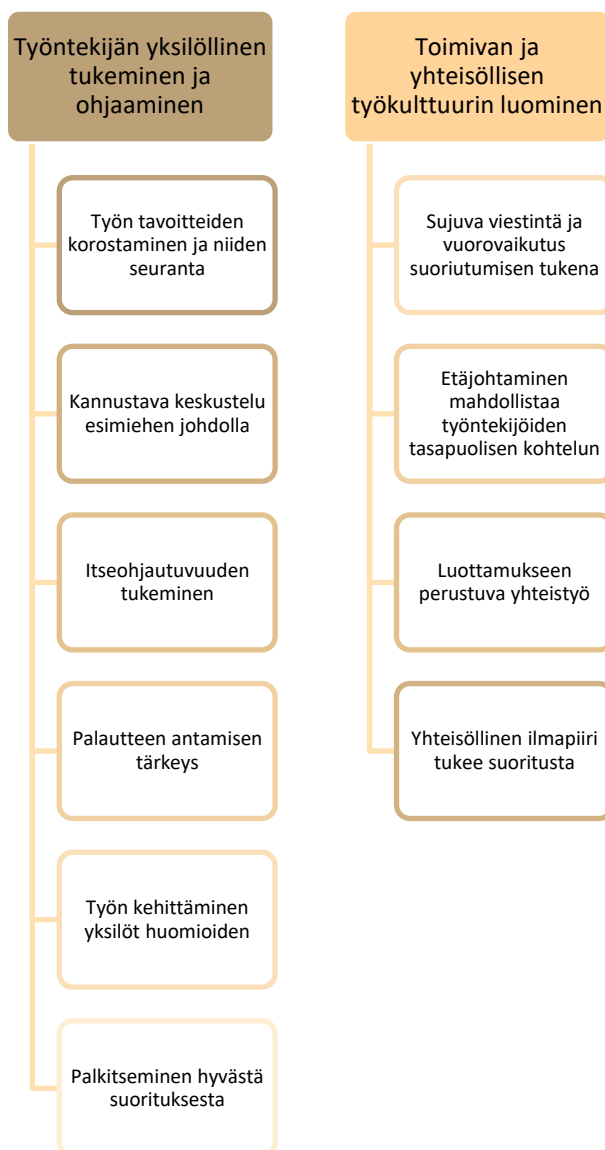 Työntekijän yksilöllinen
tukeminen ja
ohjaaminen
Työn tavoitteiden
korostaminen ja niiden
seuranta
Kannustava keskustelu
esimiehen johdolla
Itseohjautuvuuden
tukeminen
Palautteen antamisen
tärkeys
Työn kehittäminen
yksilöt huomioiden
Palkitseminen hyvästä
suorituksesta
Toimivan ja
yhteisöllisen
työkulttuurin luominen
Sujuva viestintä ja
vuorovaikutus
suoriutumisen tukena
Etäjohtaminen
mahdollistaa
työntekijöiden
tasapuolisen kohtelun
Luottamukseen
perustuva yhteistyö
Yhteisöllinen ilmapiiri
tukee suoritusta